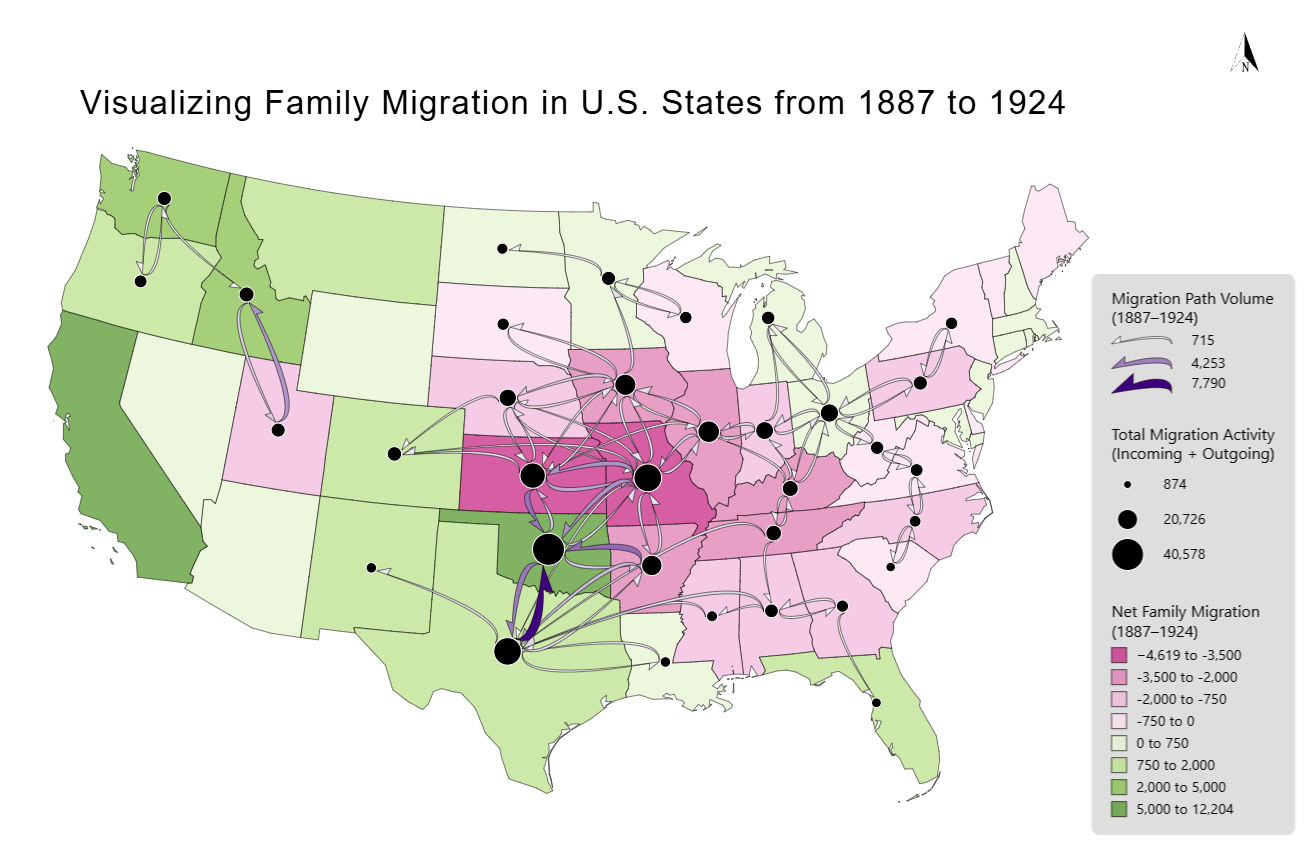 N
Visualizing Family Migration in U.S. States from 1887 to 1924
Migration Path Volume
(1887–1924)
715
4,253
7,790
Total Migration Activity
(Incoming + Outgoing)
874
20,726
40,578
Net Family Migration
(1887–1924)
−4,619 to -3,500
-3,500 to -2,000
-2,000 to -750
-750 to 0
0 to 750
750 to 2,000
2,000 to 5,000
5,000 to 12,204